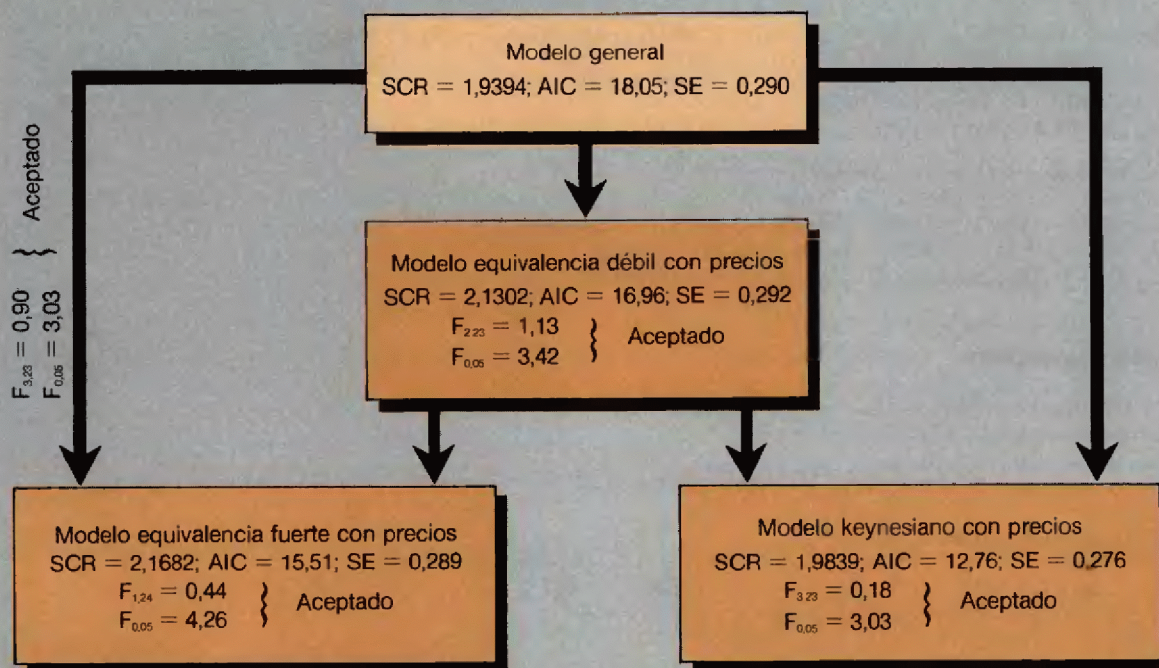 Modelo general
SCR = 1,9394; AIC = 18,05; SE = 0,290
F3,23 = 0,90 } Aceptado
F0,05 = 3,03
Modelo equivalencia débil con precios
SCR = 2,1302; AIC = 16,96; SE = 0,292
F2 23 = 1,13 } Aceptado
F0,05 = 3,42
Modelo equivalencia fuerte con precios
SCR = 2,1682; AIC = 15,51; SE = 0,289
F1,24 = 0,44 } Aceptado
F0,05 = 4,26
Modelo keynesiano con precios
SCR = 1,9839; AIC = 12,76; SE = 0,276
F3 23 = 0,18 } Aceptado
F0,05 = 3,03